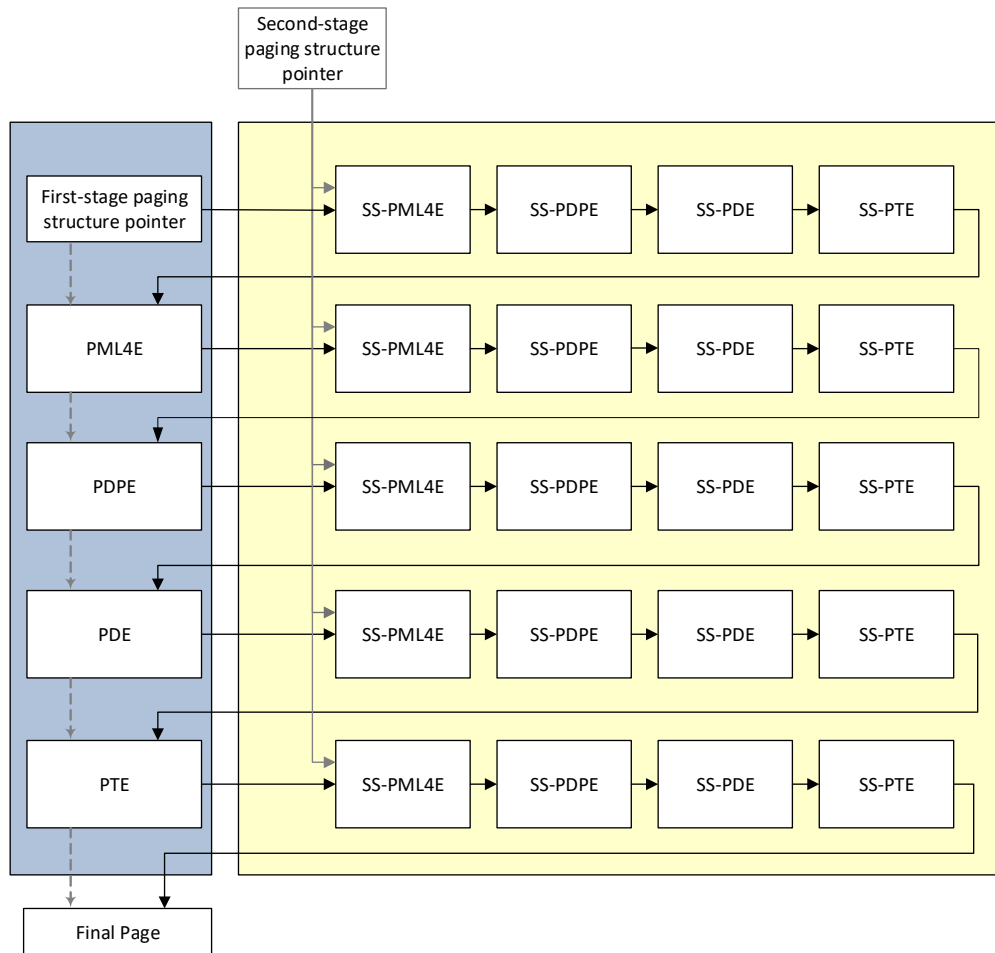 Second-stage
paging structure
pointer
First-stage paging
structure pointer
SS-PML4E
SS-PDPE
SS-PDE
SS-PTE
PML4E
SS-PML4E
SS-PDPE
SS-PDE
SS-PTE
PDPE
SS-PML4E
SS-PDPE
SS-PDE
SS-PTE
PDE
SS-PML4E
SS-PDPE
SS-PDE
SS-PTE
PTE
SS-PML4E
SS-PDPE
SS-PDE
SS-PTE
Final Page